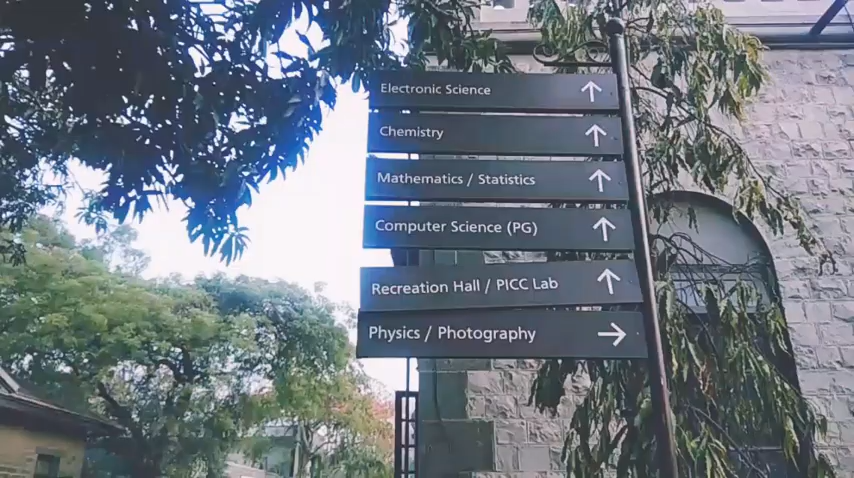 Electronic Science ↑
Chemistry ↑
Mathematics / Statistics ↑
Computer Science (PG) ↑
Recreation Hall / PICC Lab ↑
Physics / Photography →